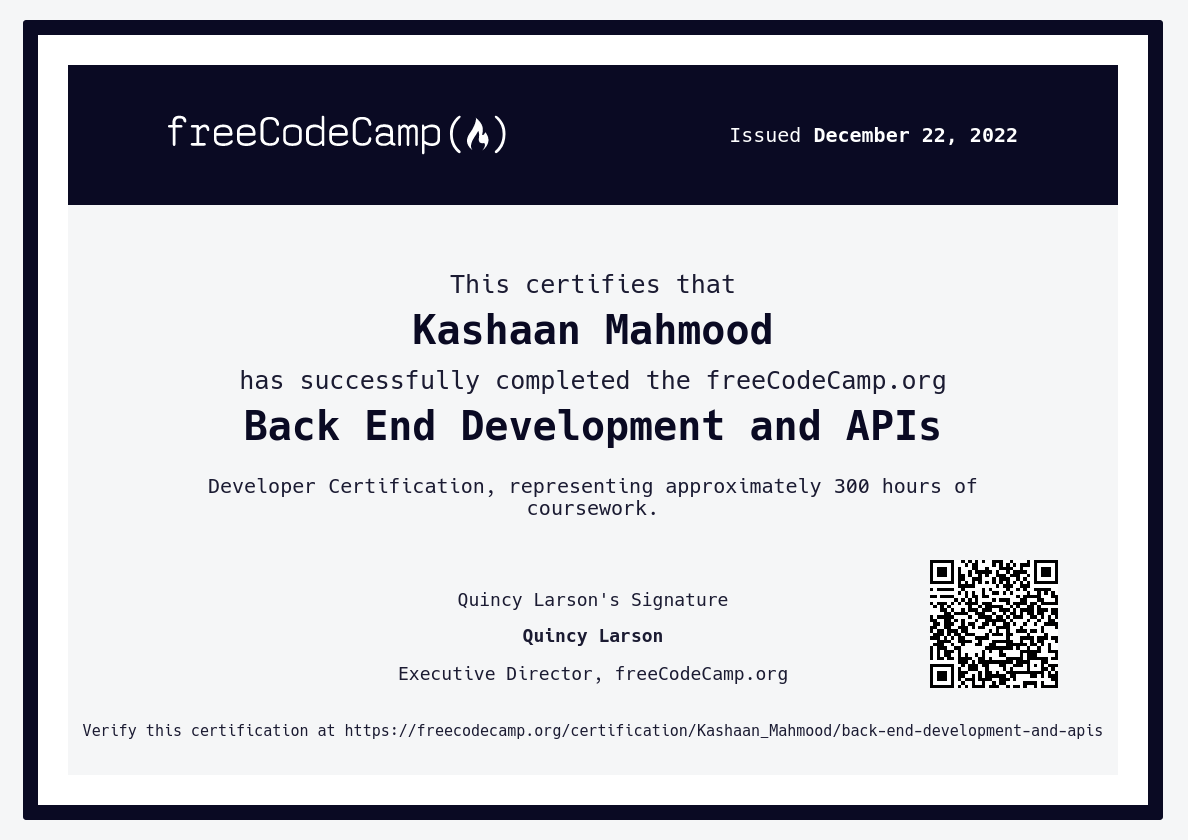 freeCodeCamp
Issued December 22, 2022
This certifies that
Kashaan Mahmood
has successfully completed the freeCodeCamp.org
Back End Development and APIs
Developer Certification, representing approximately 300 hours of
coursework.
Quincy Larson's Signature
Quincy Larson
Executive Director, freeCodeCamp.org
Verify this certification at https://freecodecamp.org/certification/Kashaan_Mahmood/back-end-development-and-apis